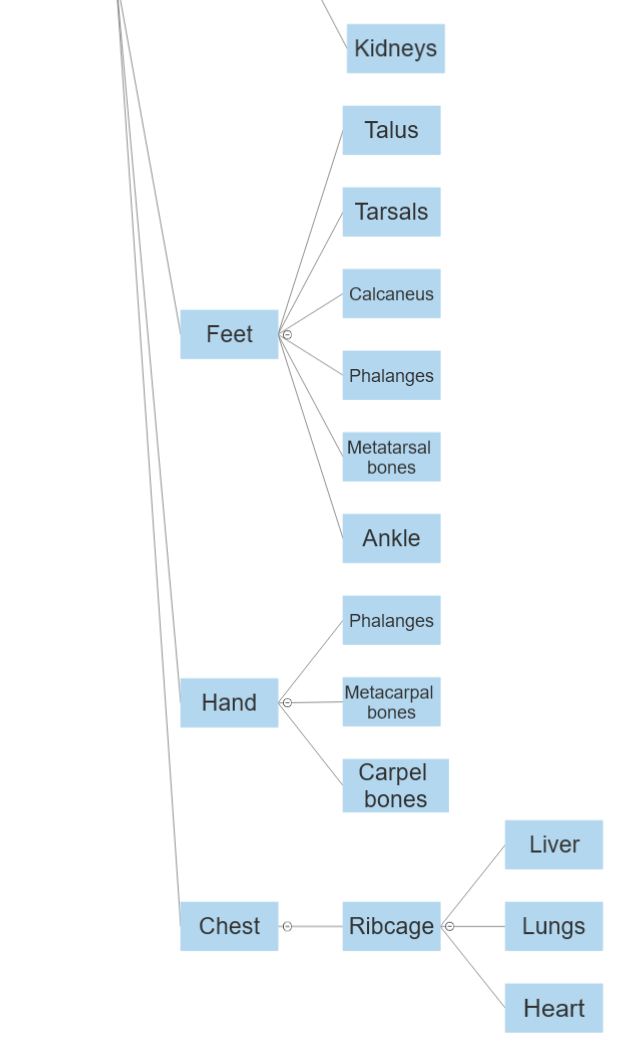 Kidneys
Talus
Tarsals
Calcaneus
Feet
Phalanges
Metatarsal
bones
Ankle
Phalanges
Hand
Metacarpal
bones
Carpel
bones
Liver
Chest
Ribcage
Lungs
Heart